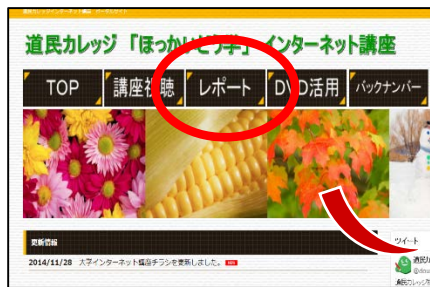 道民カレッジ「ほっかいどう学」インターネット講座
TOP 講座視聴 レポート DVD活用 バックナンバー
更新情報
ツイート
2014/11/28 大学インターネット講座チラシを更新しました。
道民カ